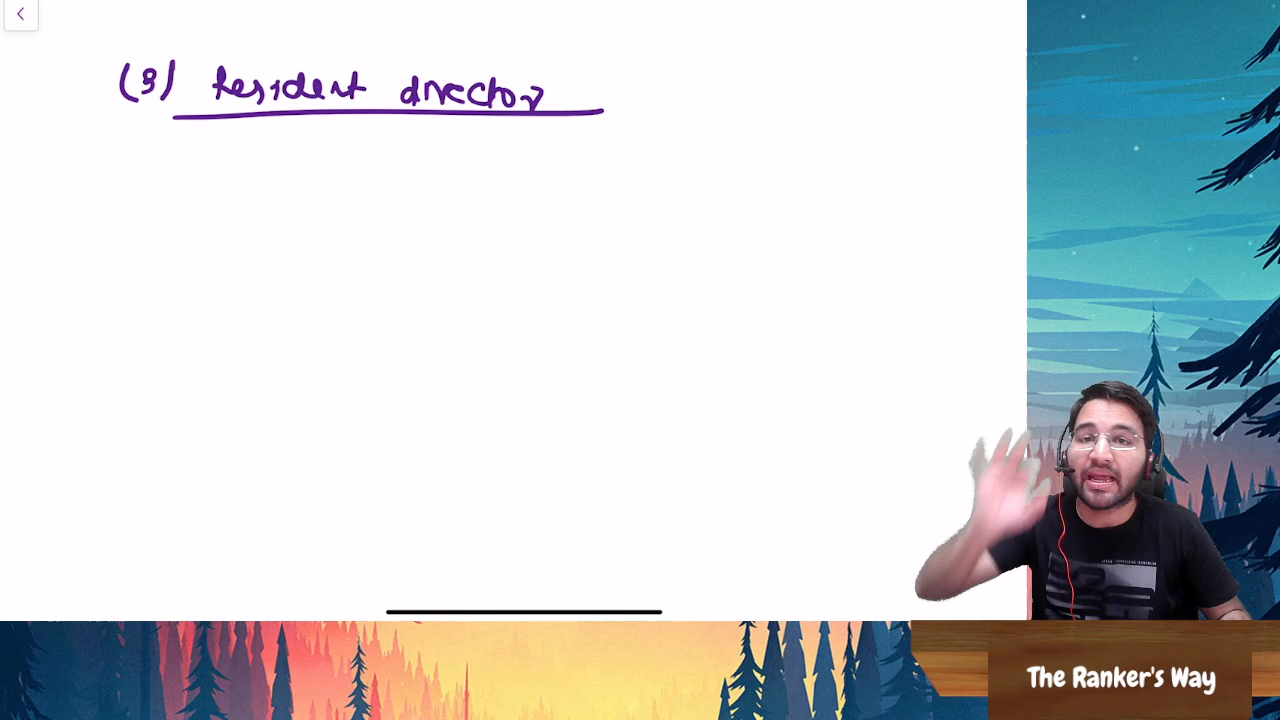 (3) Resident director
The Ranker's Way